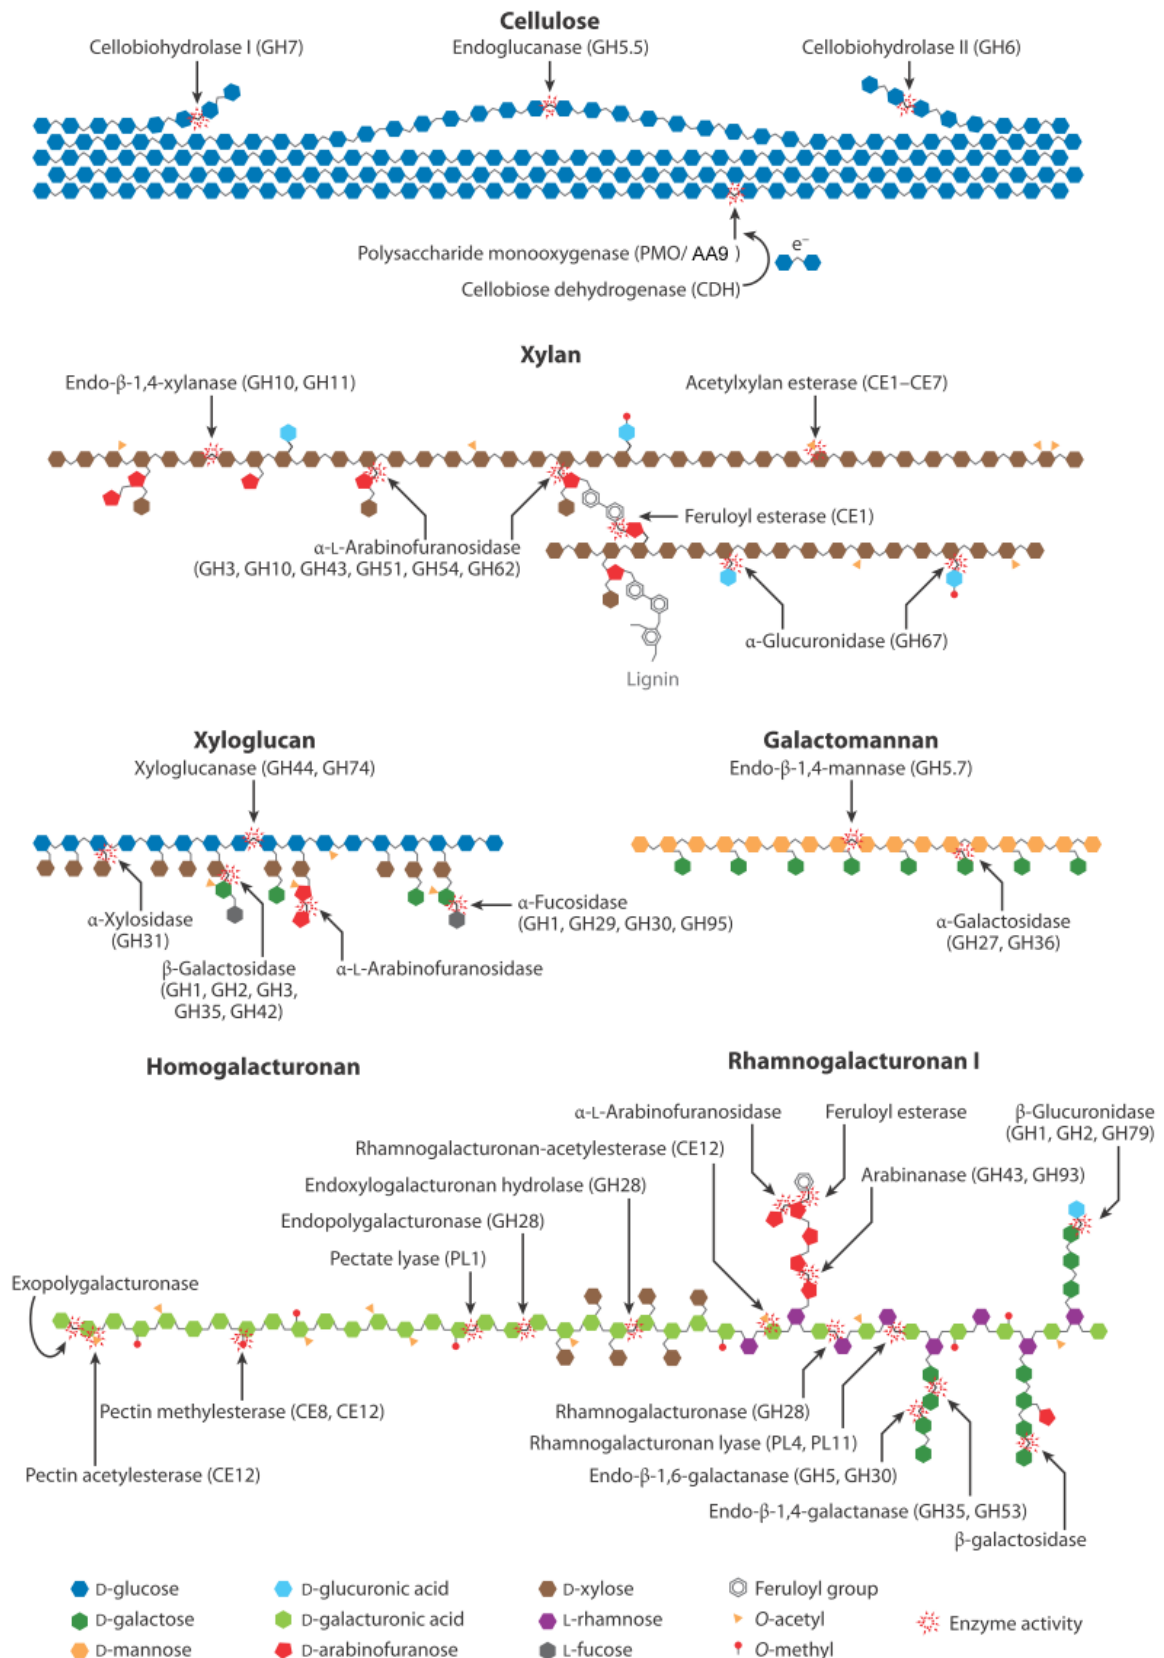 Cellulose
Cellobiohydrolase I (GH7)
Endoglucanase (GH5.5)
Cellobiohydrolase II (GH6)
Polysaccharide monooxygenase (PMO/ AA9 )
e⁻
Cellobiose dehydrogenase (CDH)
Xylan
Endo-β-1,4-xylanase (GH10, GH11)
Acetylxylan esterase (CE1–CE7)
Feruloyl esterase (CE1)
α-L-Arabinofuranosidase
(GH3, GH10, GH43, GH51, GH54, GH62)
α-Glucuronidase (GH67)
Lignin
Xyloglucan
Xyloglucanase (GH44, GH74)
α-Xylosidase
(GH31)
β-Galactosidase
(GH1, GH2, GH3,
GH35, GH42)
α-L-Arabinofuranosidase
α-Fucosidase
(GH1, GH29, GH30, GH95)
Galactomannan
Endo-β-1,4-mannase (GH5.7)
α-Galactosidase
(GH27, GH36)
Homogalacturonan
Rhamnogalacturonan I
α-L-Arabinofuranosidase
Feruloyl esterase
β-Glucuronidase
(GH1, GH2, GH79)
Rhamnogalacturonan-acetylesterase (CE12)
Arabinanase (GH43, GH93)
Endoxylogalacturonan hydrolase (GH28)
Endopolygalacturonase (GH28)
Pectate lyase (PL1)
Exopolygalacturonase
Pectin methylesterase (CE8, CE12)
Pectin acetylesterase (CE12)
Rhamnogalacturonase (GH28)
Rhamnogalacturonan lyase (PL4, PL11)
Endo-β-1,6-galactanase (GH5, GH30)
Endo-β-1,4-galactanase (GH35, GH53)
β-galactosidase
D-glucose
D-galactose
D-mannose
D-glucuronic acid
D-galacturonic acid
D-arabinofuranose
D-xylose
L-rhamnose
L-fucose
Feruloyl group
O-acetyl
O-methyl
Enzyme activity